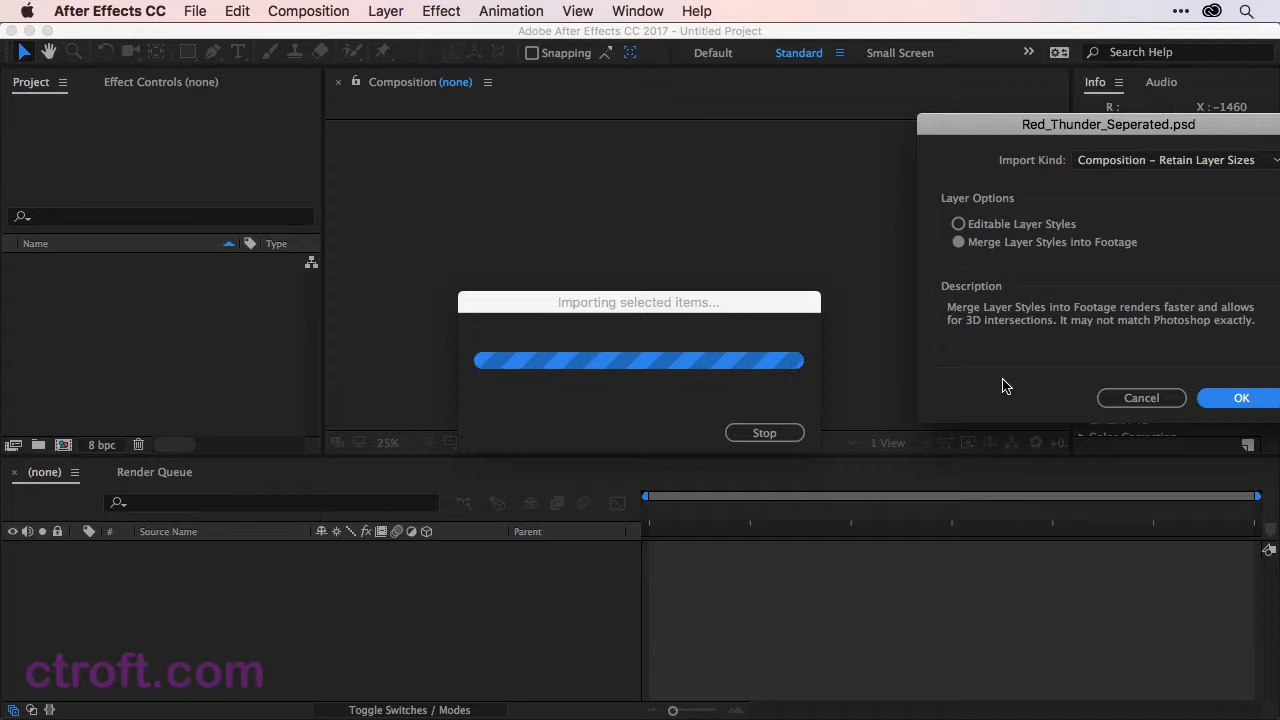 After Effects CC File Edit Composition Layer Effect Animation View Window Help
Adobe After Effects CC 2017 - Untitled Project
Snapping Default Standard Small Screen Search Help
Project Effect Controls (none) Composition (none) Info Audio
R : X : -1460
Red_Thunder_Seperated.psd
Import Kind: Composition - Retain Layer Sizes
Layer Options
Editable Layer Styles
Merge Layer Styles into Footage
Name Type
Description
Importing selected items...
Merge Layer Styles into Footage renders faster and allows
for 3D intersections. It may not match Photoshop exactly.
Cancel OK
Stop
8 bpc 25% 1 View +0.
Color Correction
(none) Render Queue
# Source Name Parent
ctroft.com
Toggle Switches / Modes